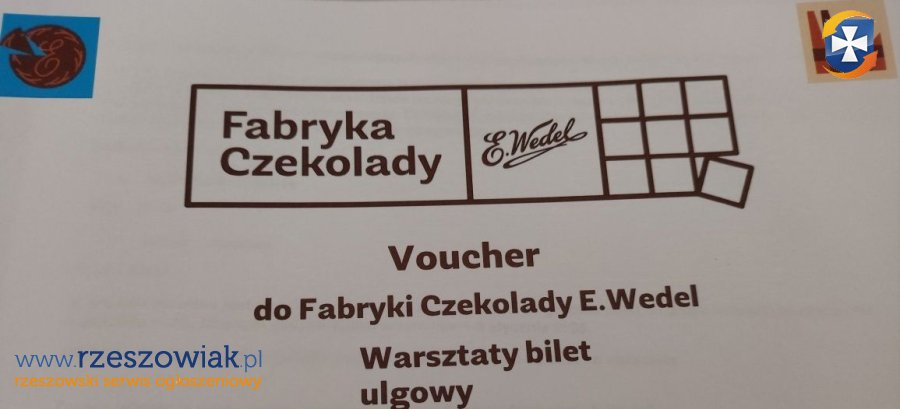 Fabryka
Czekolady
E. Wedel
Voucher
do Fabryki Czekolady E.Wedel
Warsztaty bilet
ulgowy
www.rzeszowiak.pl
rzeszowski serwis ogłoszeniowy